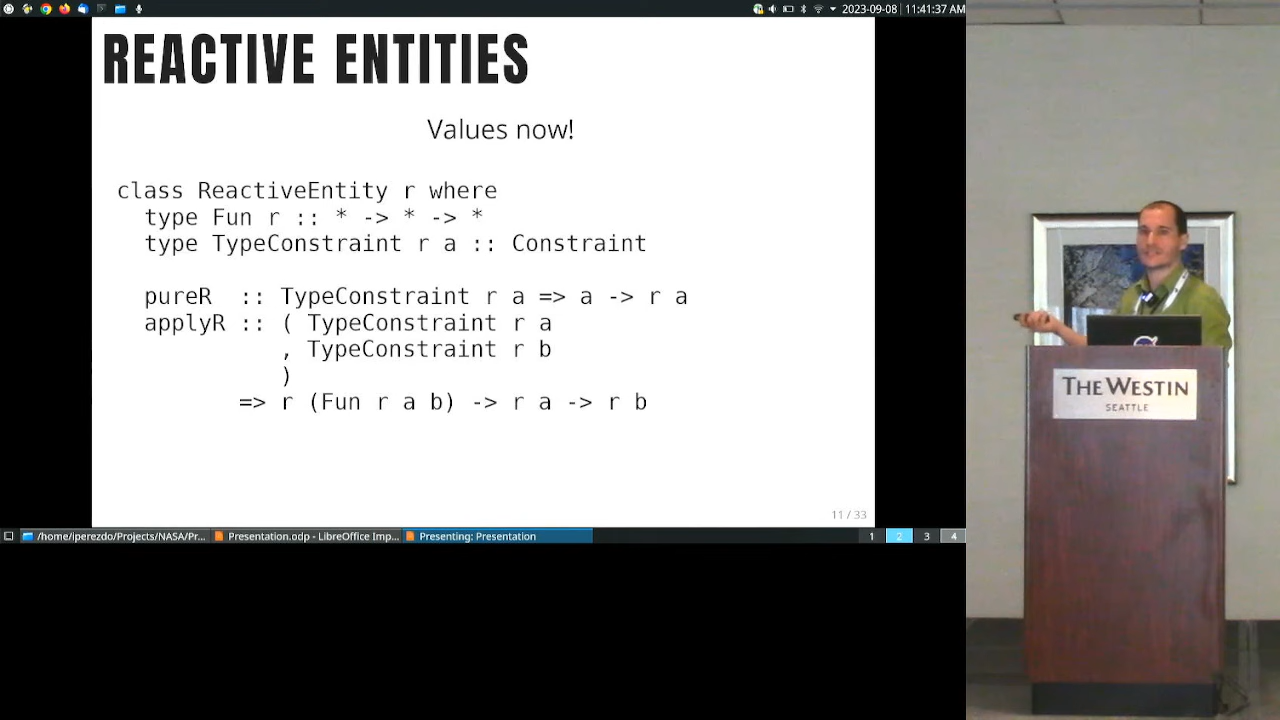 2023-09-08
11:41:37 AM
REACTIVE ENTITIES
Values now!
class ReactiveEntity r where
type Fun r :: * -> * -> *
type TypeConstraint r a :: Constraint
pureR :: TypeConstraint r a => a -> r a
applyR :: ( TypeConstraint r a
, TypeConstraint r b
)
=> r (Fun r a b) -> r a -> r b
11 / 33
/home/iperezdo/Projects/NASA/Pr...
Presentation.odp - LibreOffice Imp...
Presenting: Presentation
1 2 3 4
THE WESTIN
SEATTLE